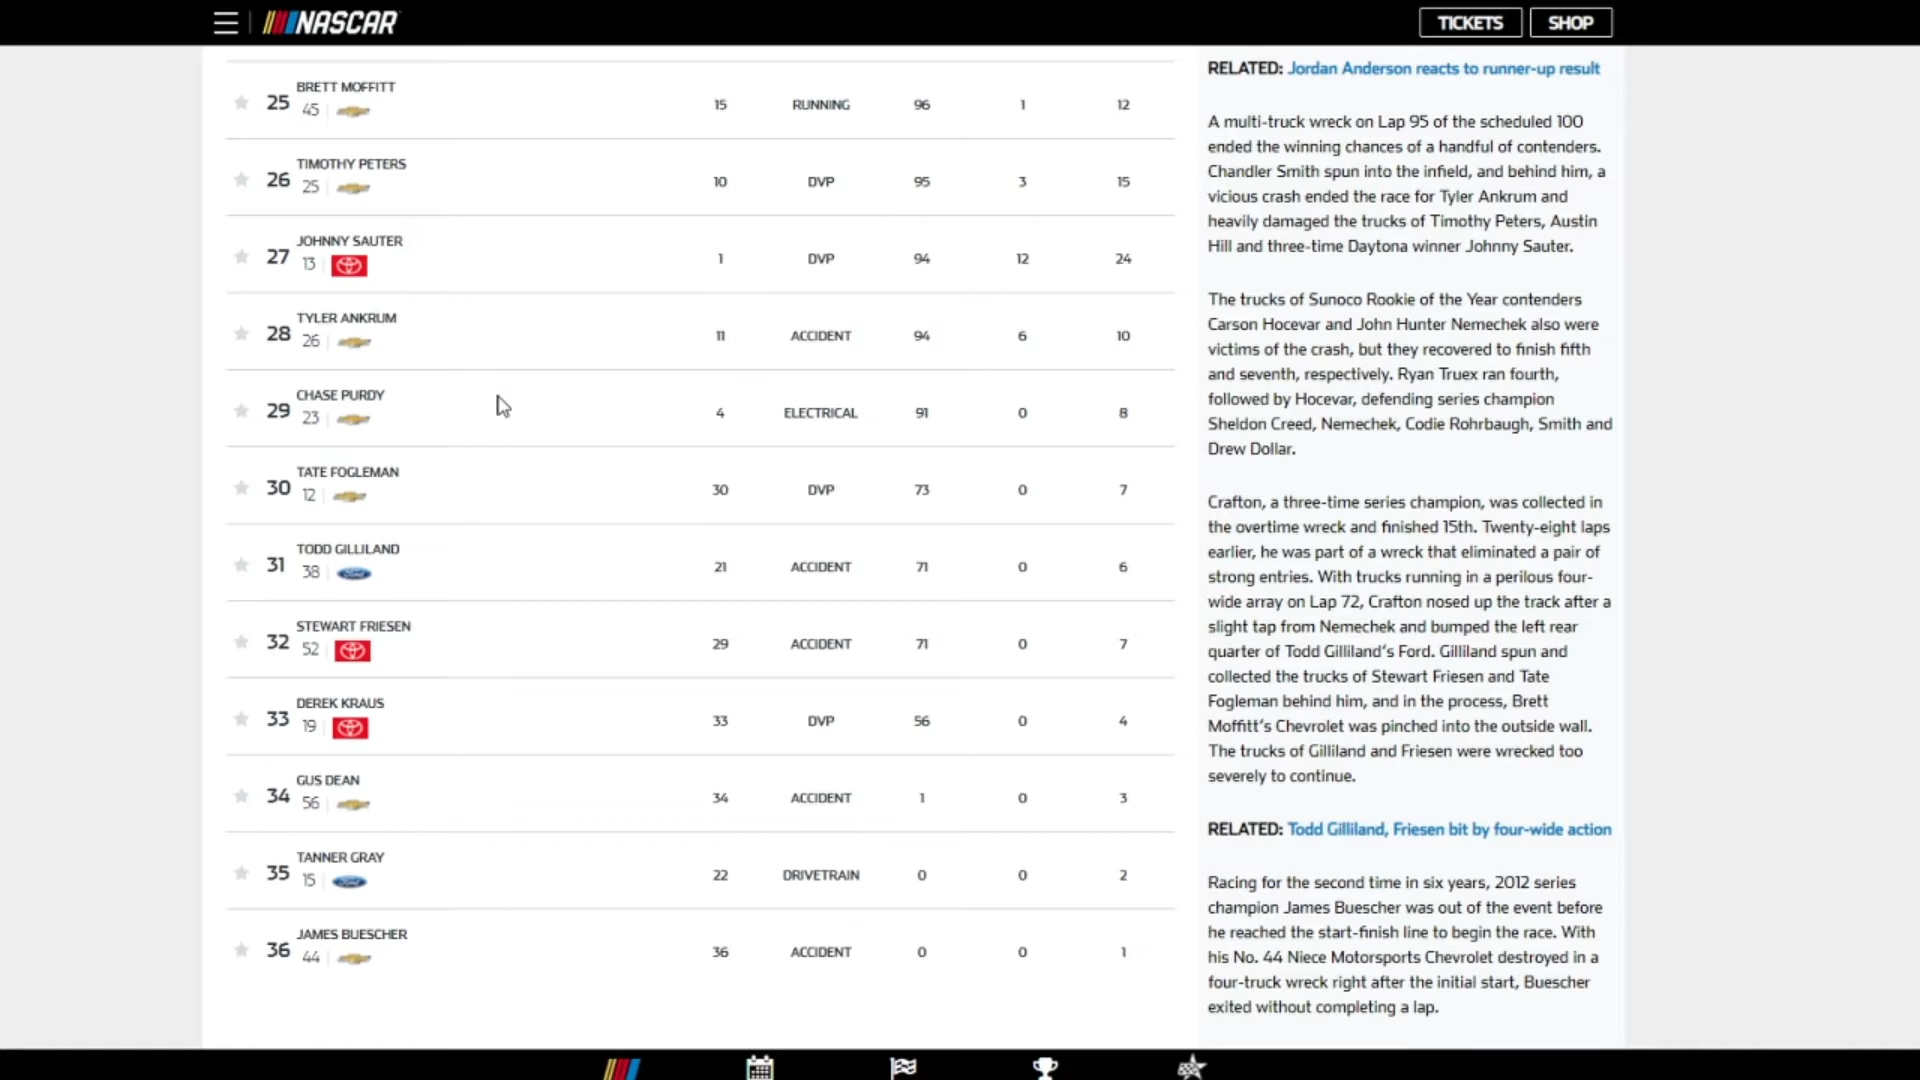 NASCAR
TICKETS
SHOP
25 BRETT MOFFITT 45 15 RUNNING 96 1 12
26 TIMOTHY PETERS 25 10 DVP 95 3 15
27 JOHNNY SAUTER 13 1 DVP 94 12 24
28 TYLER ANKRUM 26 11 ACCIDENT 94 6 10
29 CHASE PURDY 23 4 ELECTRICAL 91 0 8
30 TATE FOGLEMAN 12 30 DVP 73 0 7
31 TODD GILLILAND 38 Ford 21 ACCIDENT 71 0 6
32 STEWART FRIESEN 52 29 ACCIDENT 71 0 7
33 DEREK KRAUS 19 33 DVP 56 0 4
34 GUS DEAN 56 34 ACCIDENT 1 0 3
35 TANNER GRAY 15 Ford 22 DRIVETRAIN 0 0 2
36 JAMES BUESCHER 44 36 ACCIDENT 0 0 1
RELATED: Jordan Anderson reacts to runner-up result
A multi-truck wreck on Lap 95 of the scheduled 100
ended the winning chances of a handful of contenders.
Chandler Smith spun into the infield, and behind him, a
vicious crash ended the race for Tyler Ankrum and
heavily damaged the trucks of Timothy Peters, Austin
Hill and three-time Daytona winner Johnny Sauter.
The trucks of Sunoco Rookie of the Year contenders
Carson Hocevar and John Hunter Nemechek also were
victims of the crash, but they recovered to finish fifth
and seventh, respectively. Ryan Truex ran fourth,
followed by Hocevar, defending series champion
Sheldon Creed, Nemechek, Codie Rohrbaugh, Smith and
Drew Dollar.
Crafton, a three-time series champion, was collected in
the overtime wreck and finished 15th. Twenty-eight laps
earlier, he was part of a wreck that eliminated a pair of
strong entries. With trucks running in a perilous four-
wide array on Lap 72, Crafton nosed up the track after a
slight tap from Nemechek and bumped the left rear
quarter of Todd Gilliland's Ford. Gilliland spun and
collected the trucks of Stewart Friesen and Tate
Fogleman behind him, and in the process, Brett
Moffitt's Chevrolet was pinched into the outside wall.
The trucks of Gilliland and Friesen were wrecked too
severely to continue.
RELATED: Todd Gilliland, Friesen bit by four-wide action
Racing for the second time in six years, 2012 series
champion James Buescher was out of the event before
he reached the start-finish line to begin the race. With
his No. 44 Niece Motorsports Chevrolet destroyed in a
four-truck wreck right after the initial start, Buescher
exited without completing a lap.